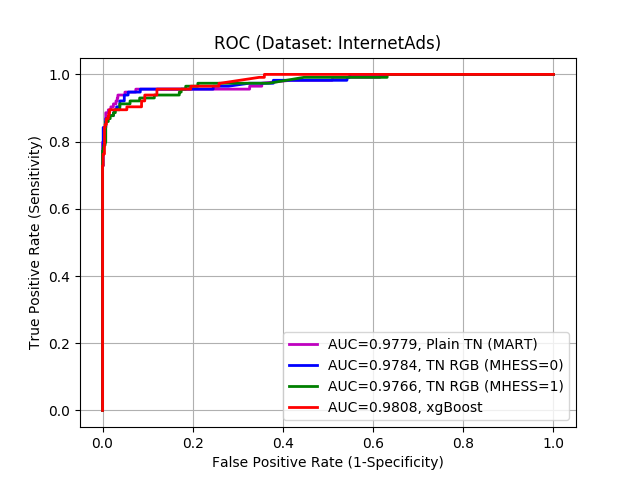 ROC (Dataset: InternetAds)
True Positive Rate (Sensitivity)
1.0
0.8
0.6
0.4
0.2
0.0
AUC=0.9779, Plain TN (MART)
AUC=0.9784, TN RGB (MHESS=0)
AUC=0.9766, TN RGB (MHESS=1)
AUC=0.9808, xgBoost
0.0 0.2 0.4 0.6 0.8 1.0
False Positive Rate (1-Specificity)